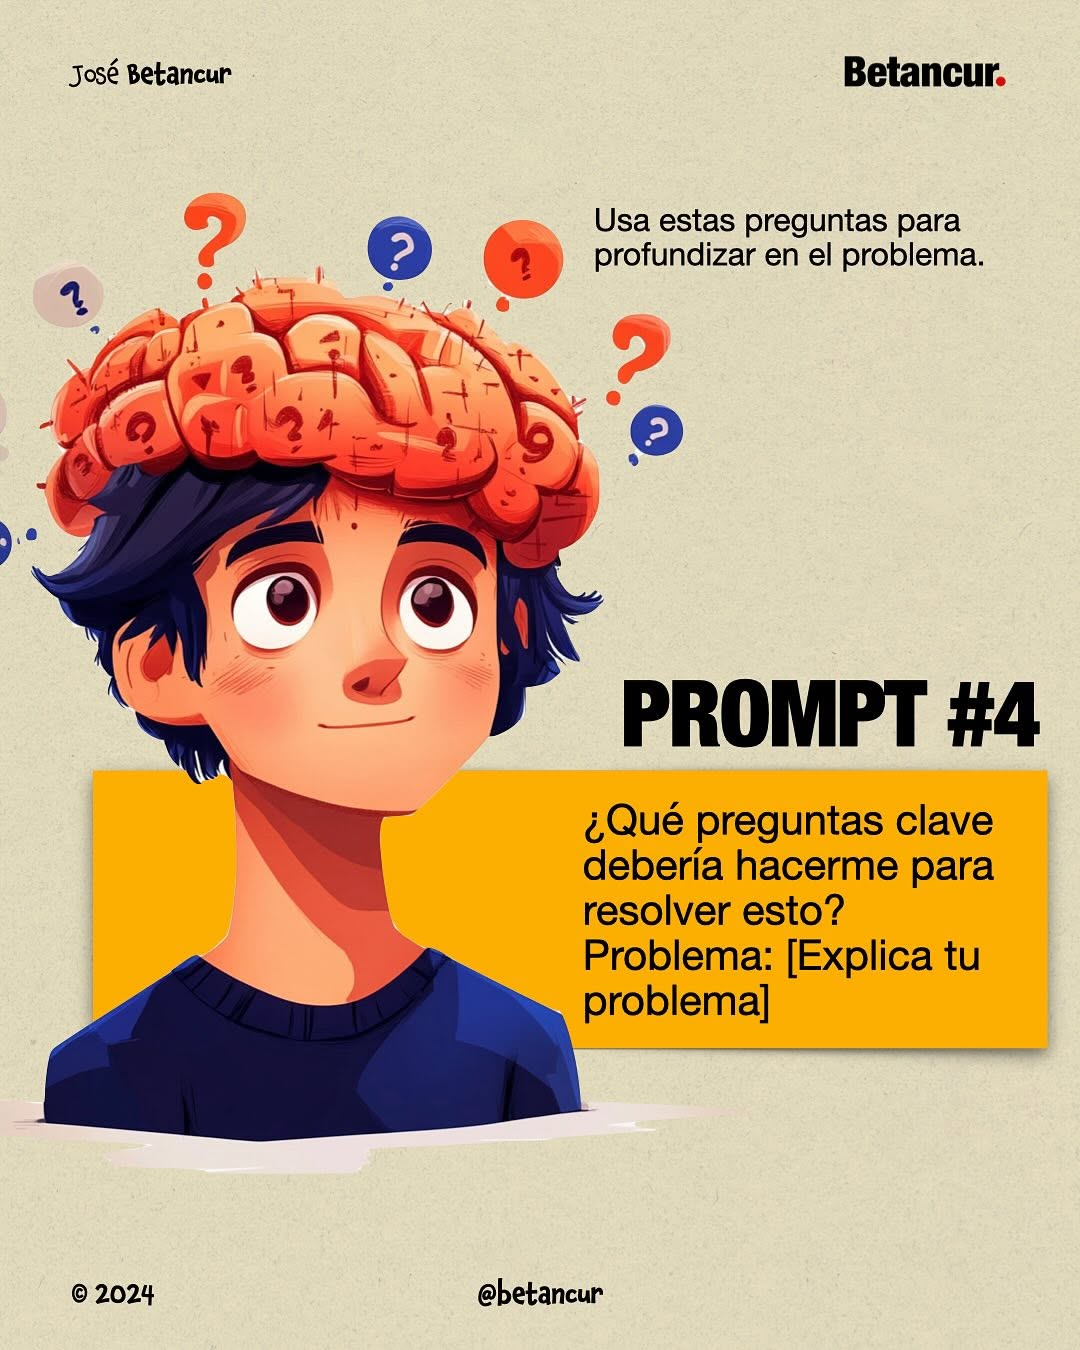 José Betancur
Betancur.
Usa estas preguntas para
profundizar en el problema.
PROMPT #4
¿Qué preguntas clave
debería hacerme para
resolver esto?
Problema: [Explica tu
problema]
© 2024
@betancur